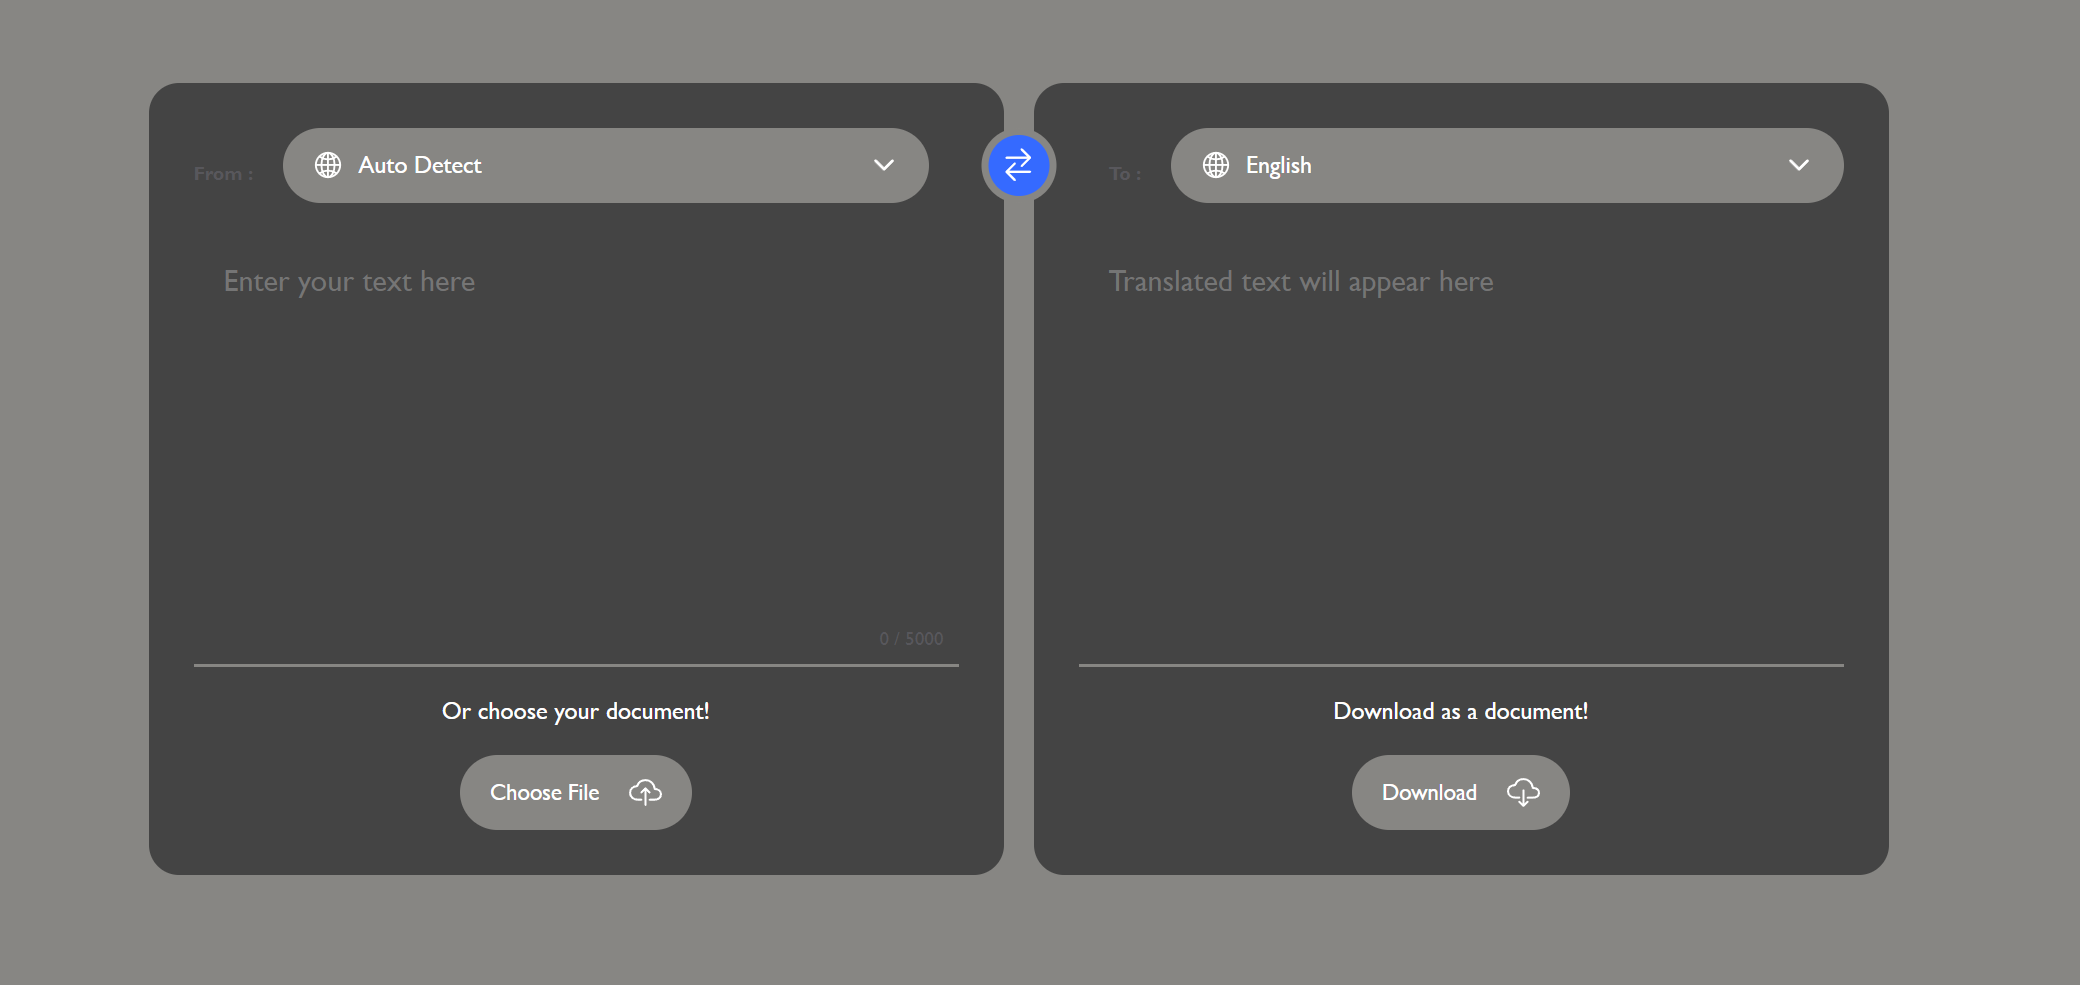 From :
Auto Detect
To :
English
Enter your text here
Translated text will appear here
0 / 5000
Or choose your document!
Download as a document!
Choose File
Download